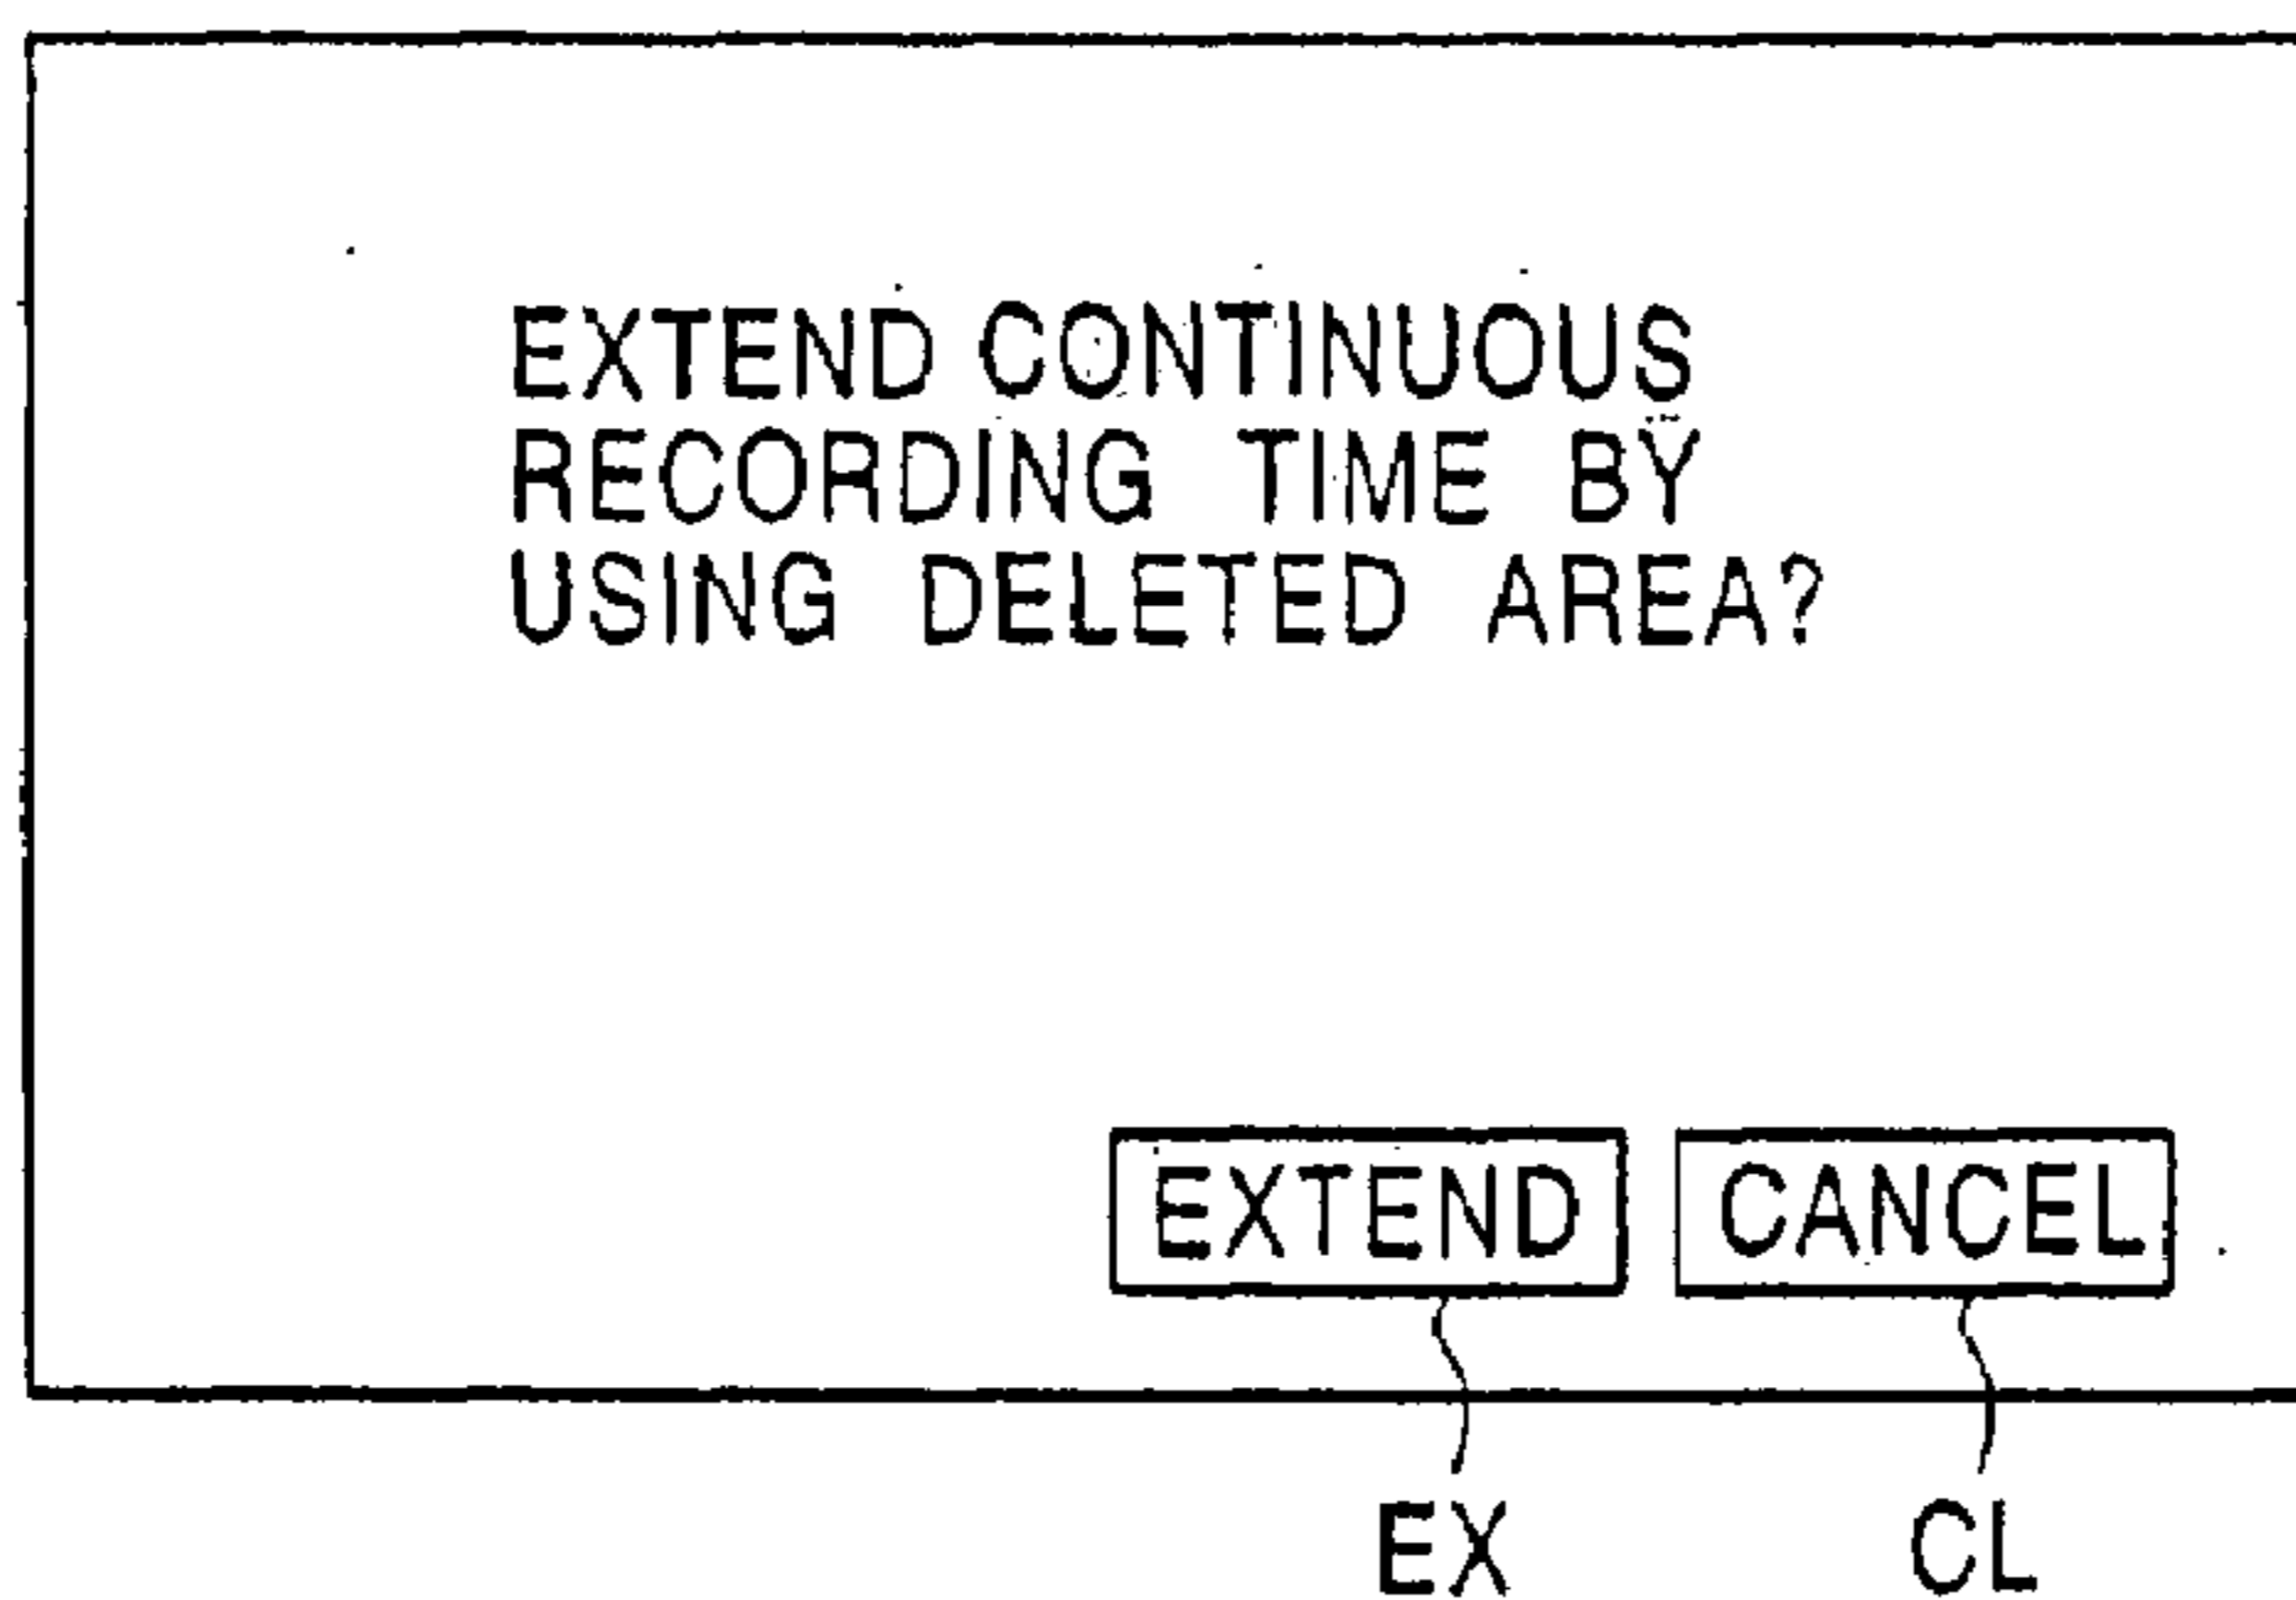 EXTEND CONTINUOUS
RECORDING TIME BY
USING DELETED AREA?
EXTEND CANCEL
EX CL